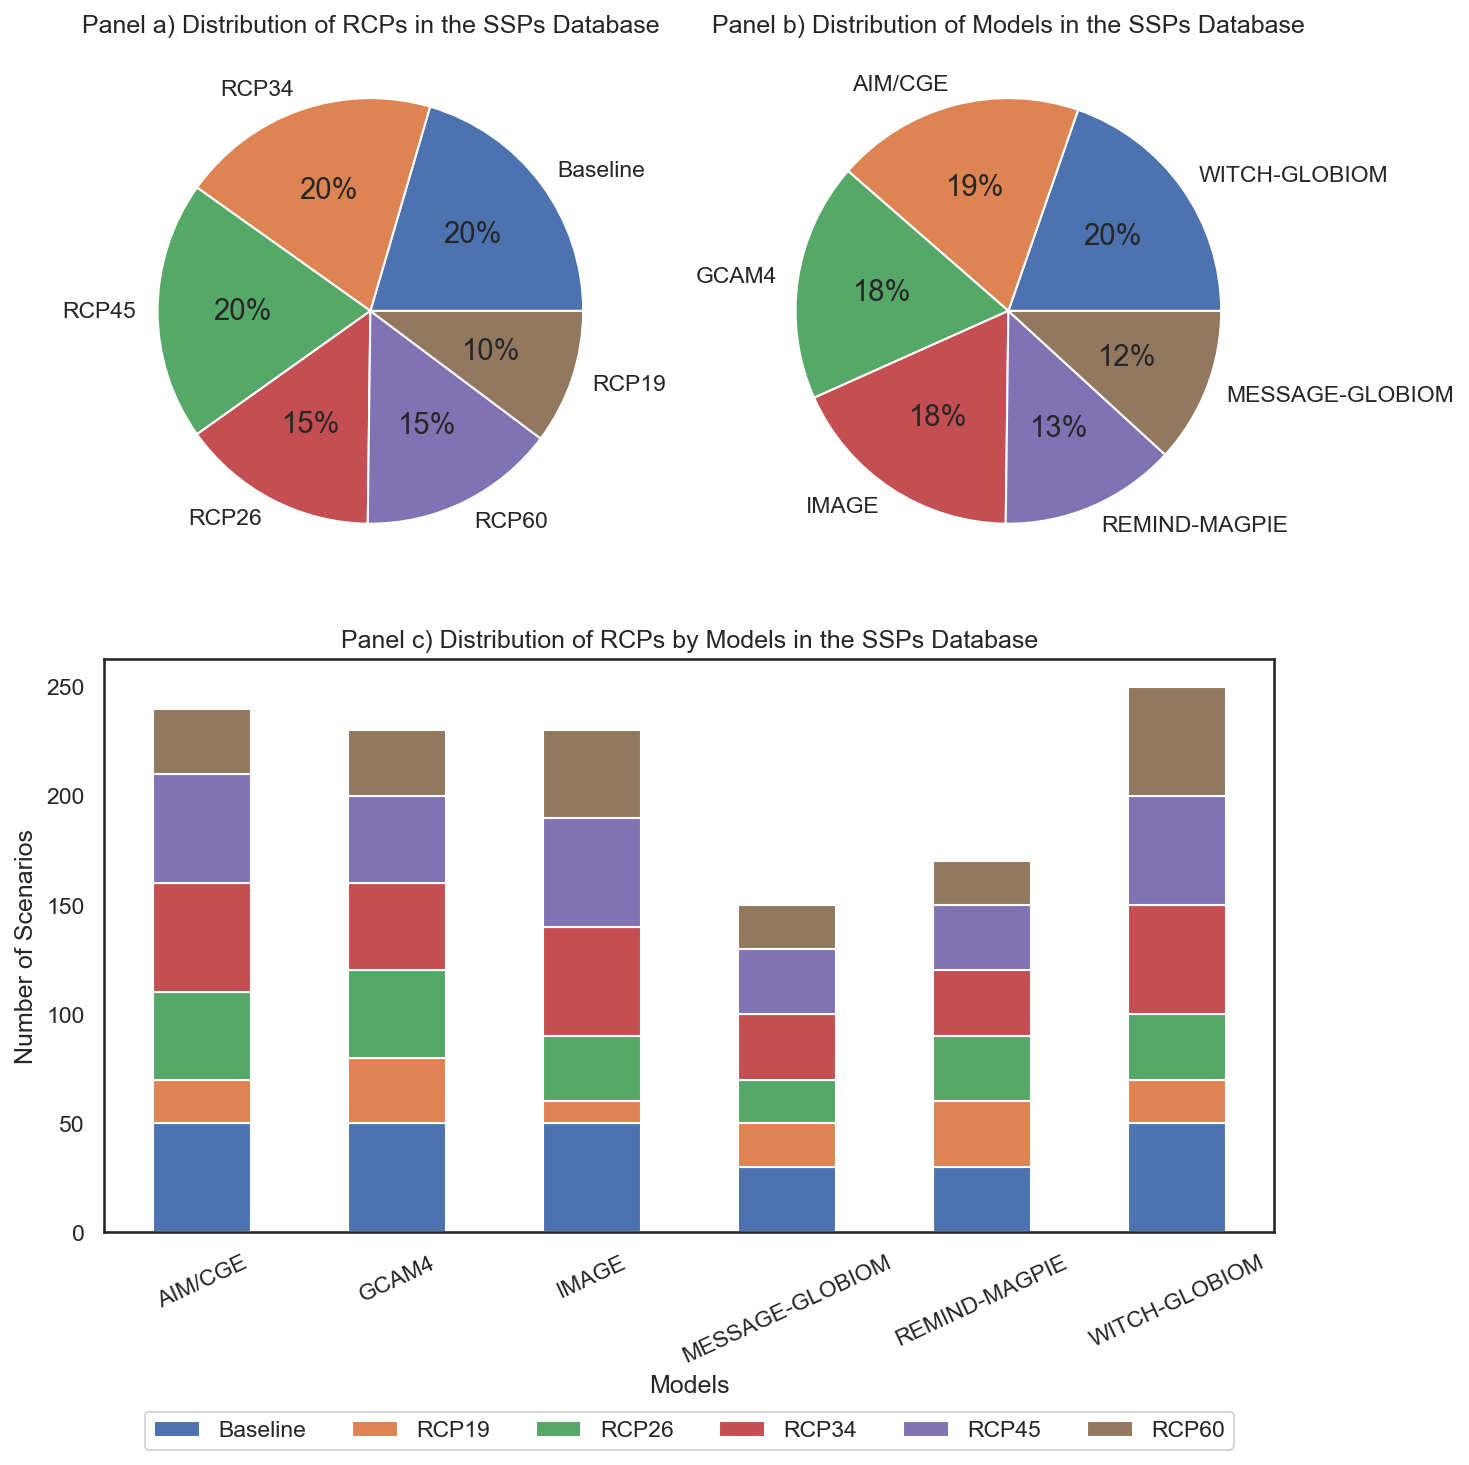 Panel a) Distribution of RCPs in the SSPs Database
RCP34
Baseline
20%
20%
RCP45
20%
10%
RCP19
15%
15%
RCP26
RCP60
Panel b) Distribution of Models in the SSPs Database
AIM/CGE
WITCH-GLOBIOM
19%
20%
GCAM4
18%
12%
MESSAGE-GLOBIOM
18%
13%
IMAGE
REMIND-MAGPIE
Panel c) Distribution of RCPs by Models in the SSPs Database
Number of Scenarios
250
200
150
100
50
0
AIM/CGE
GCAM4
IMAGE
MESSAGE-GLOBIOM
REMIND-MAGPIE
WITCH-GLOBIOM
Models
Baseline RCP19 RCP26 RCP34 RCP45 RCP60